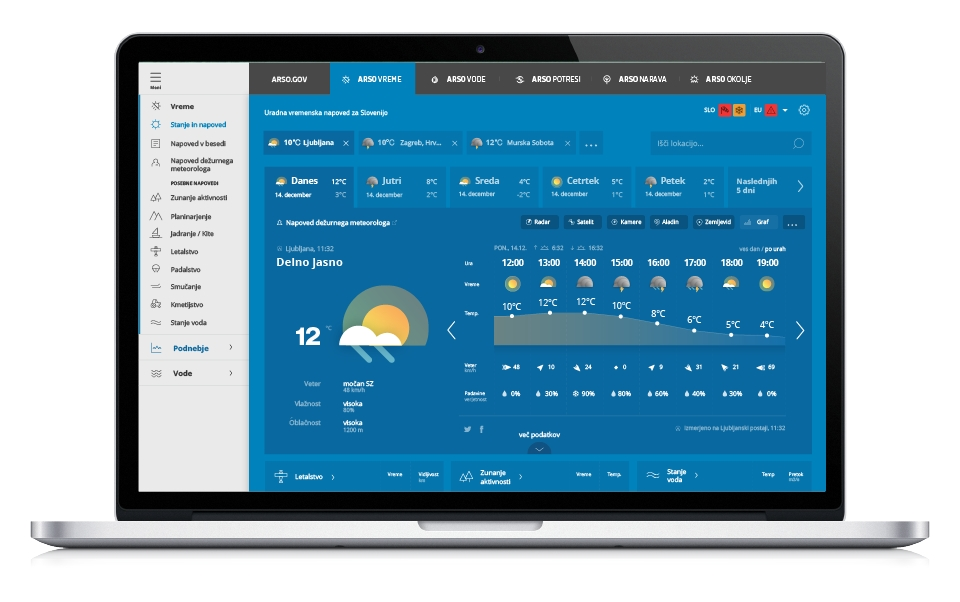 Meni
ARSO.GOV
ARSO VREME
ARSO VODE
ARSO POTRESI
ARSO NARAVA
ARSO OKOLJE
Vreme
Stanje in napoved
Napoved v besedi
Napoved dežurnega
meteorologa
POSEBNE NAPOVEDI
Zunanje aktivnosti
Planinarjenje
Jadranje / Kite
Letalstvo
Padalstvo
Smučanje
Kmetijstvo
Stanje voda
Podnebje
Vode
Uradna vremenska napoved za Slovenijo
SLO
EU
10°C Ljubljana ×
10°C Zagreb, Hrv... ×
12°C Murska Sobota ×
...
Išči lokacijo...
Danes 12°C
14. december 3°C
Jutri 8°C
14. december 2°C
Sreda 4°C
14. december -2°C
Četrtek 5°C
14. december 1°C
Petek 2°C
14. december 1°C
Naslednjih
5 dni
Napoved dežurnega meteorologa
Radar
Satelit
Kamere
Aladin
Zemljevid
Graf
...
Ljubljana, 11:32
Delno jasno
12 °C
Veter močan SZ
48 km/h
Vlažnost visoka
80%
Oblačnost visoka
1200 m
PON., 14.12. ↑ 6:32 ↓ 16:32
ves dan / po urah
Ura 12:00 13:00 14:00 15:00 16:00 17:00 18:00 19:00
Vreme
Temp. 10°C 12°C 12°C 10°C 8°C 6°C 5°C 4°C
Veter
km/h
48 10 24 0 9 31 21 69
Padavine
verjetnost
0% 30% 90% 80% 60% 40% 30% 0%
Izmerjeno na Ljubljanski postaji, 11:32
več podatkov
Letalstvo
Vreme
Vidljivost
km
Zunanje
aktivnosti
Vreme
Temp.
Stanje
voda
Temp
Pretok
m3/s